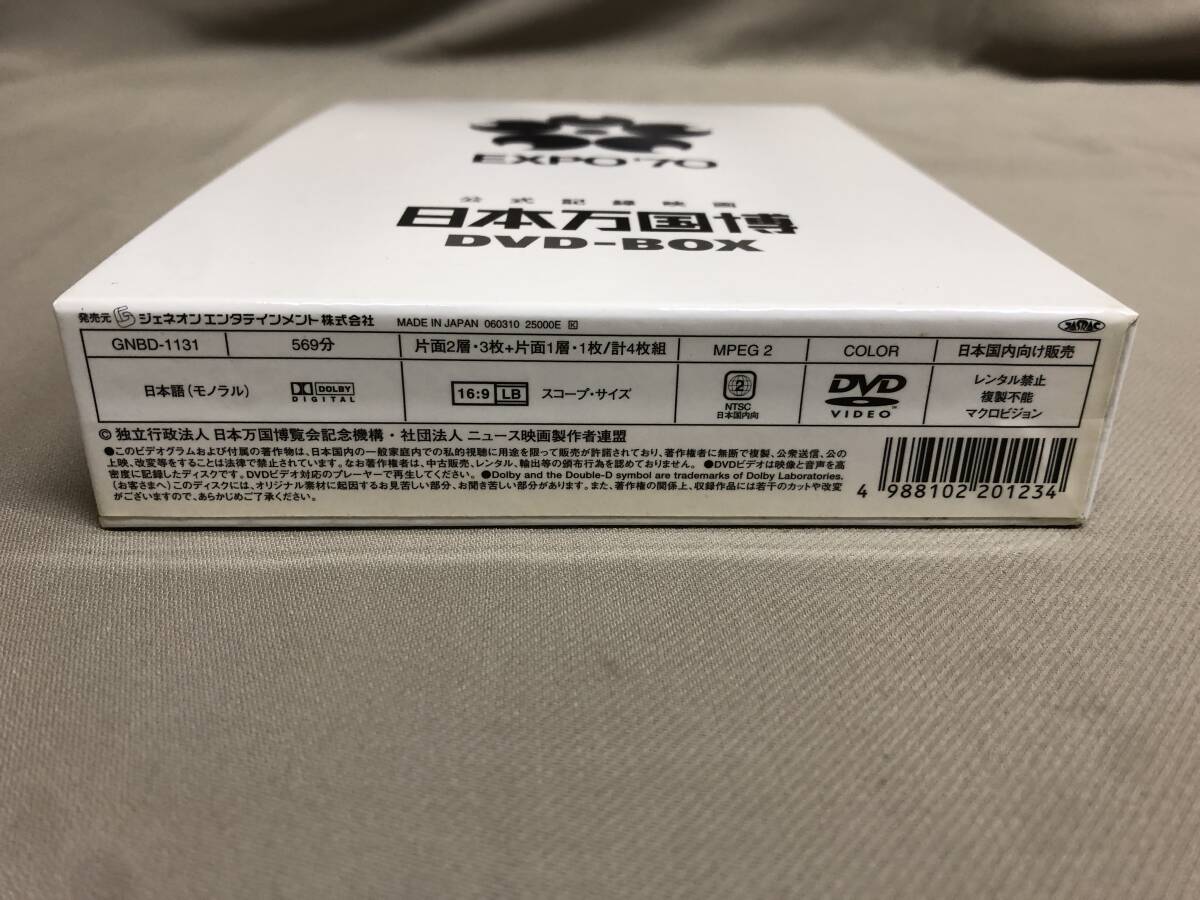 EXPO'70
公式記録映画
日本万国博
DVD-BOX
発売元 ジェネオン エンタテインメント 株式会社 MADE IN JAPAN 060310 25000E K
JASRAC
GNBD-1131 569分 片面2層・3枚+片面1層・1枚/計4枚組 MPEG 2 COLOR 日本国内向け販売
日本語(モノラル) DOLBY DIGITAL 16:9 LB スコープ・サイズ 2 NTSC 日本国内向 DVD VIDEO™ レンタル禁止 複製不能 マクロビジョン
© 独立行政法人 日本万国博覧会記念機構・社団法人 ニュース映画製作者連盟
●このビデオグラムおよび付属の著作物は、日本国内の一般家庭内での私的視聴に用途を限って販売が許諾されており、著作権者に無断で複製、公衆送信、公の
上映、改変等をすることは法律で禁止されています。なお著作権者は、中古販売、レンタル、輸出等の頒布行為を認めておりません。 ●DVDビデオは映像と音声を高
密度に記録したディスクです。DVDビデオ対応のプレーヤーで再生してください。 ●Dolby and the Double-D symbol are trademarks of Dolby Laboratories.
(お客さまへ)このディスクには、オリジナル素材に起因するお見苦しい部分、お聞き苦しい部分があります。また、著作権の関係上、収録作品には若干のカットや改変
がございますので、あらかじめご了承ください。
4 988102 201234